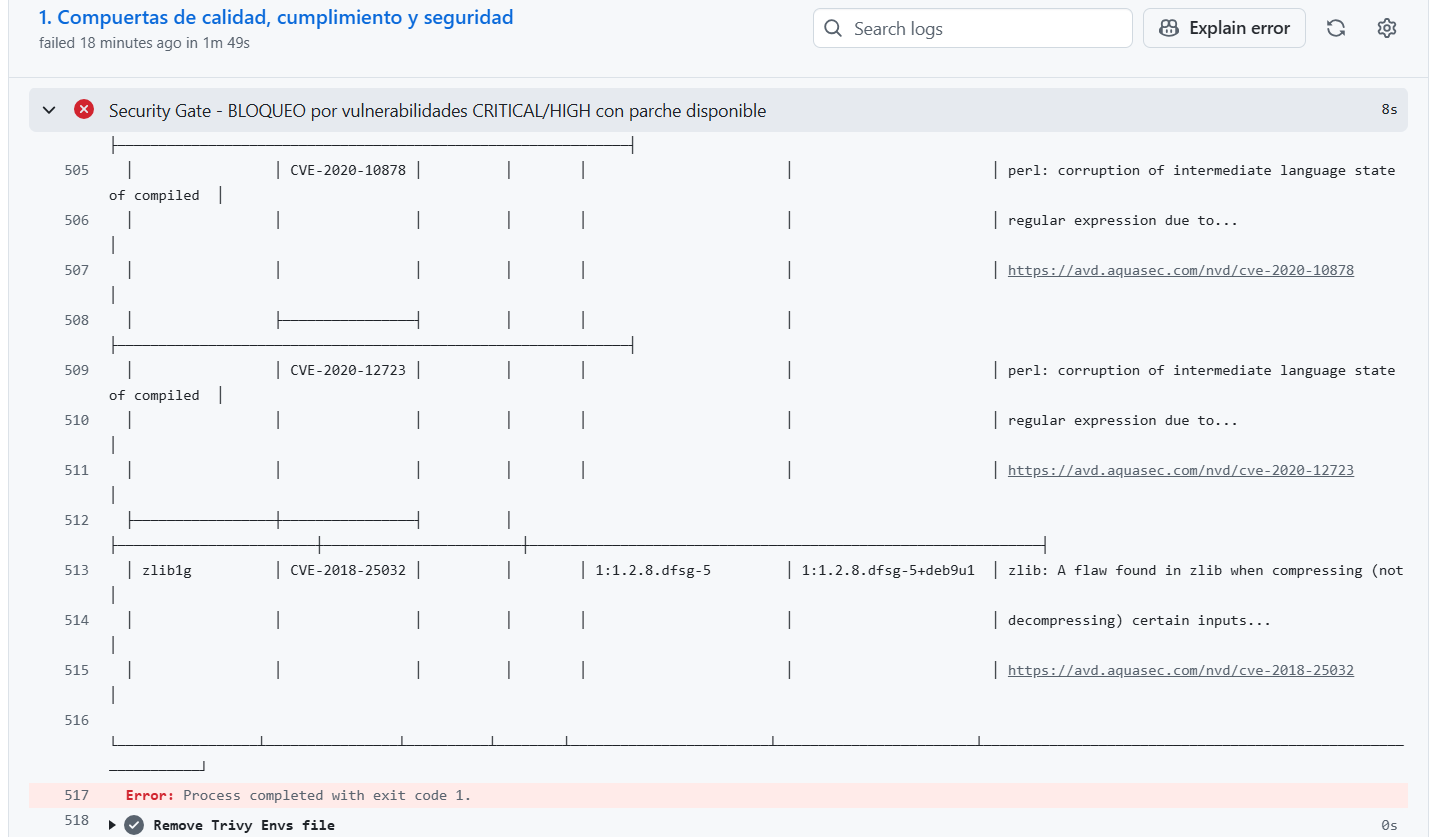 1. Compuertas de calidad, cumplimiento y seguridad
failed 18 minutes ago in 1m 49s
Search logs
Explain error
Security Gate - BLOQUEO por vulnerabilidades CRITICAL/HIGH con parche disponible
8s
505 │ │ CVE-2020-10878 │ │ │ │ │ perl: corruption of intermediate language state
of compiled │
506 │ │ │ │ │ │ │ regular expression due to...
│
507 │ │ │ │ │ │ │ https://avd.aquasec.com/nvd/cve-2020-10878
│
508 │ ├────────────────┤ │ │ │
├──────────────────────────────────────────────────────────────┤
509 │ │ CVE-2020-12723 │ │ │ │ │ perl: corruption of intermediate language state
of compiled │
510 │ │ │ │ │ │ │ regular expression due to...
│
511 │ │ │ │ │ │ │ https://avd.aquasec.com/nvd/cve-2020-12723
│
512 ├─────────────────┼────────────────┤ │
├────────────────────────┼────────────────────────┼──────────────────────────────────────────────────────────────┤
513 │ zlib1g │ CVE-2018-25032 │ │ │ 1:1.2.8.dfsg-5 │ 1:1.2.8.dfsg-5+deb9u1 │ zlib: A flaw found in zlib when compressing (not
│
514 │ │ │ │ │ │ │ decompressing) certain inputs...
│
515 │ │ │ │ │ │ │ https://avd.aquasec.com/nvd/cve-2018-25032
│
516
517 Error: Process completed with exit code 1.
518 Remove Trivy Envs file
0s